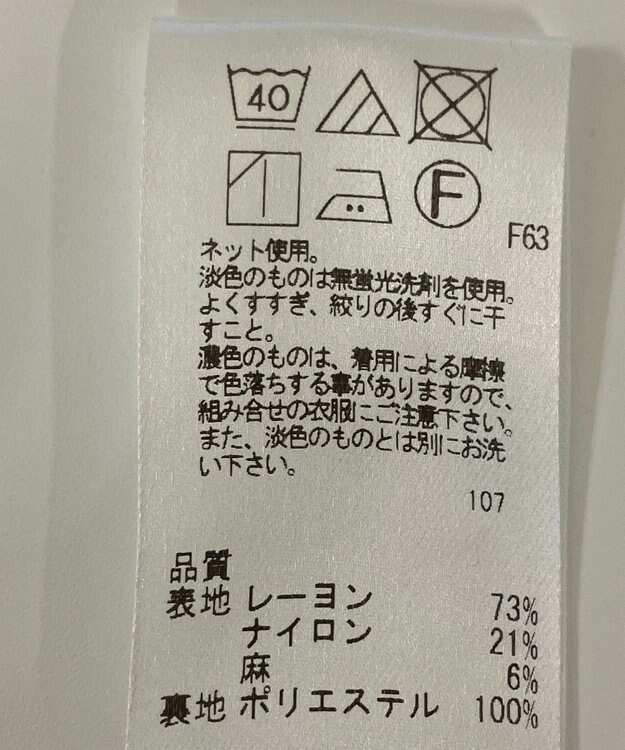 40
F
F63
ネット使用。
淡色のものは無蛍光洗剤を使用。
よくすすぎ、絞りの後すぐに干
すこと。
濃色のものは、着用による摩擦
で色落ちする事がありますので、
組み合せの衣服にご注意下さい。
また、淡色のものとは別にお洗
い下さい。
107
品質
表地 レーヨン 73%
ナイロン 21%
麻 6%
裏地 ポリエステル 100%